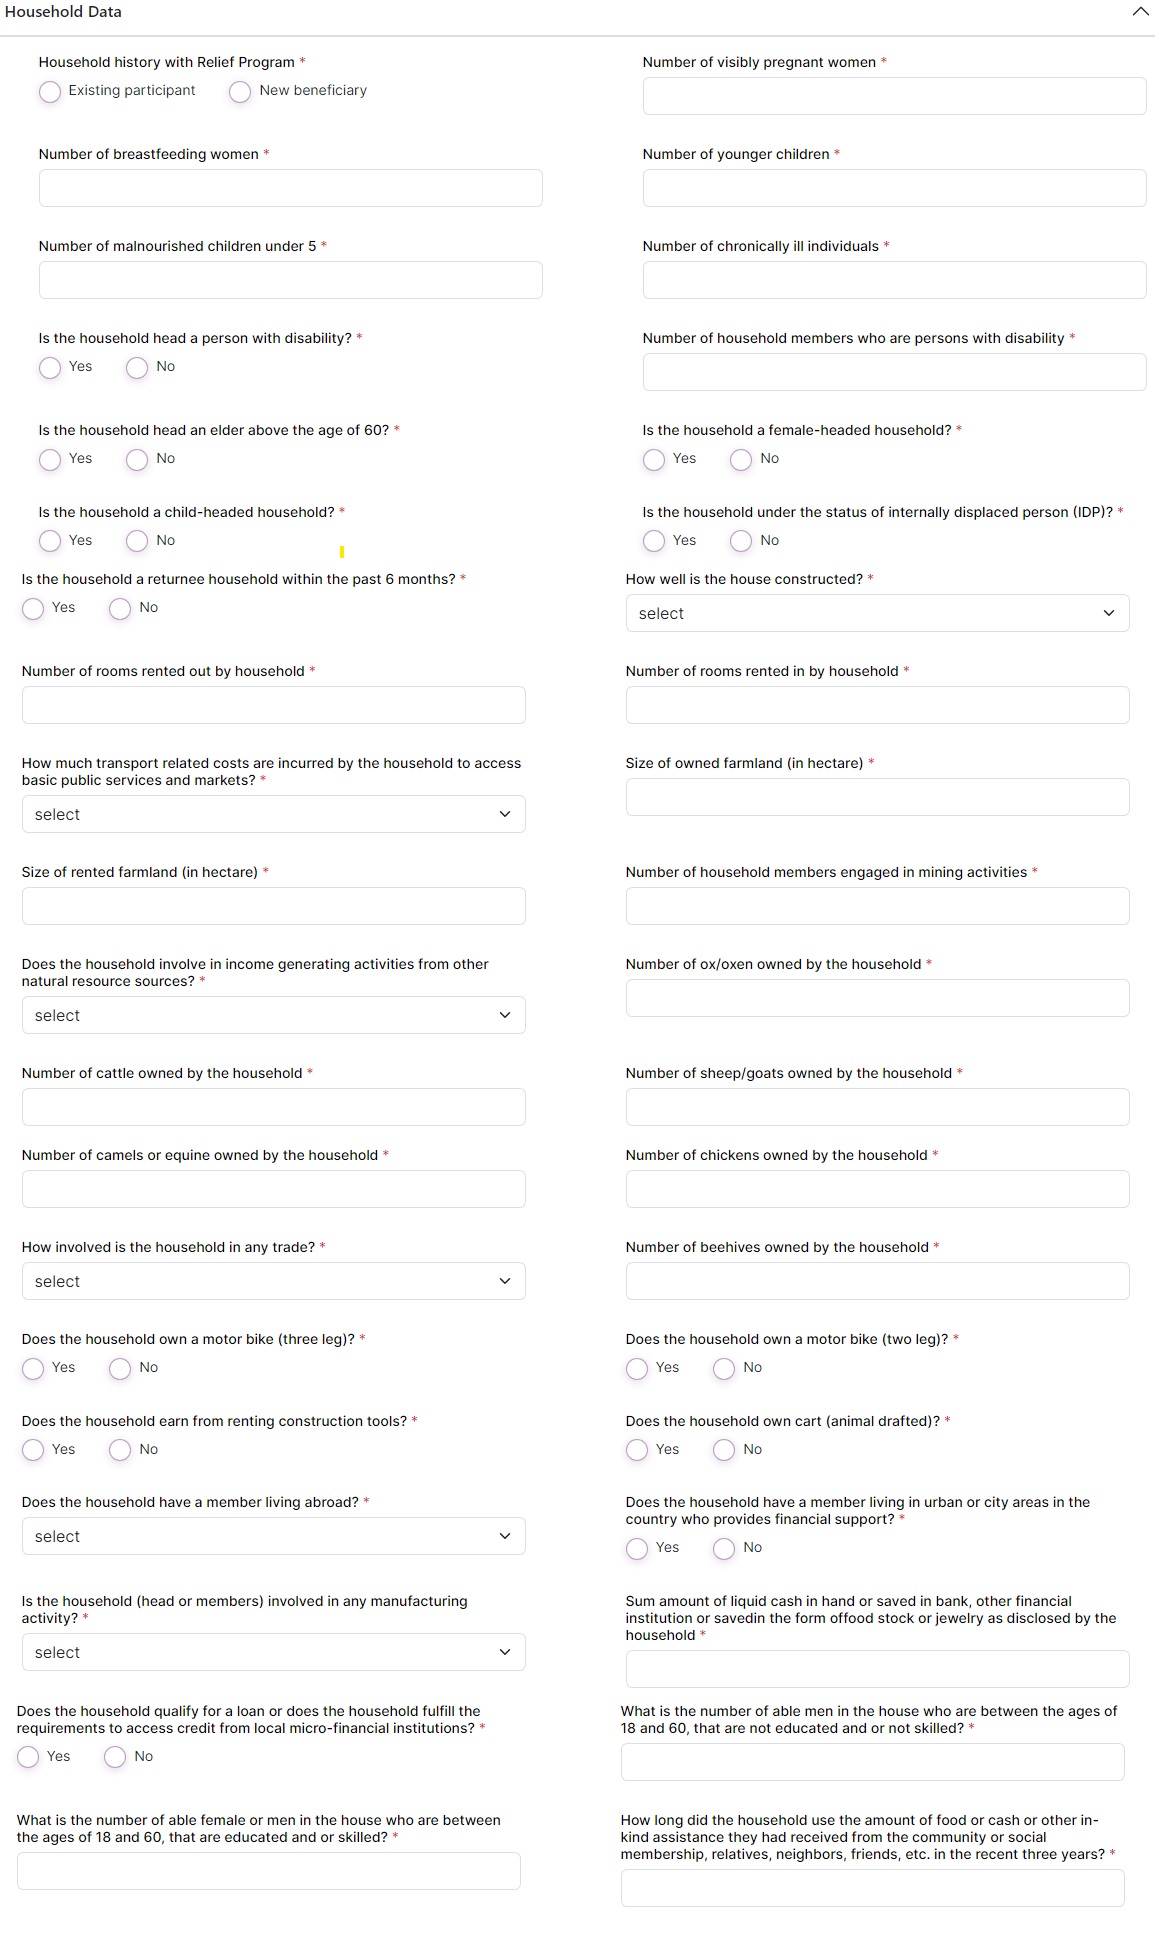 Household Data
Household history with Relief Program *
Existing participant New beneficiary
Number of visibly pregnant women *
Number of breastfeeding women *
Number of younger children *
Number of malnourished children under 5 *
Number of chronically ill individuals *
Is the household head a person with disability? *
Yes No
Number of household members who are persons with disability *
Is the household head an elder above the age of 60? *
Yes No
Is the household a female-headed household? *
Yes No
Is the household a child-headed household? *
Yes No
Is the household under the status of internally displaced person (IDP)? *
Yes No
Is the household a returnee household within the past 6 months? *
Yes No
How well is the house constructed? *
select
Number of rooms rented out by household *
Number of rooms rented in by household *
How much transport related costs are incurred by the household to access
basic public services and markets? *
select
Size of owned farmland (in hectare) *
Size of rented farmland (in hectare) *
Number of household members engaged in mining activities *
Does the household involve in income generating activities from other
natural resource sources? *
select
Number of ox/oxen owned by the household *
Number of cattle owned by the household *
Number of sheep/goats owned by the household *
Number of camels or equine owned by the household *
Number of chickens owned by the household *
How involved is the household in any trade? *
select
Number of beehives owned by the household *
Does the household own a motor bike (three leg)? *
Yes No
Does the household own a motor bike (two leg)? *
Yes No
Does the household earn from renting construction tools? *
Yes No
Does the household own cart (animal drafted)? *
Yes No
Does the household have a member living abroad? *
select
Does the household have a member living in urban or city areas in the
country who provides financial support? *
Yes No
Is the household (head or members) involved in any manufacturing
activity? *
select
Sum amount of liquid cash in hand or saved in bank, other financial
institution or savedin the form offood stock or jewelry as disclosed by the
household *
Does the household qualify for a loan or does the household fulfill the
requirements to access credit from local micro-financial institutions? *
Yes No
What is the number of able men in the house who are between the ages of
18 and 60, that are not educated and or not skilled? *
What is the number of able female or men in the house who are between
the ages of 18 and 60, that are educated and or skilled? *
How long did the household use the amount of food or cash or other in-
kind assistance they had received from the community or social
membership, relatives, neighbors, friends, etc. in the recent three years? *